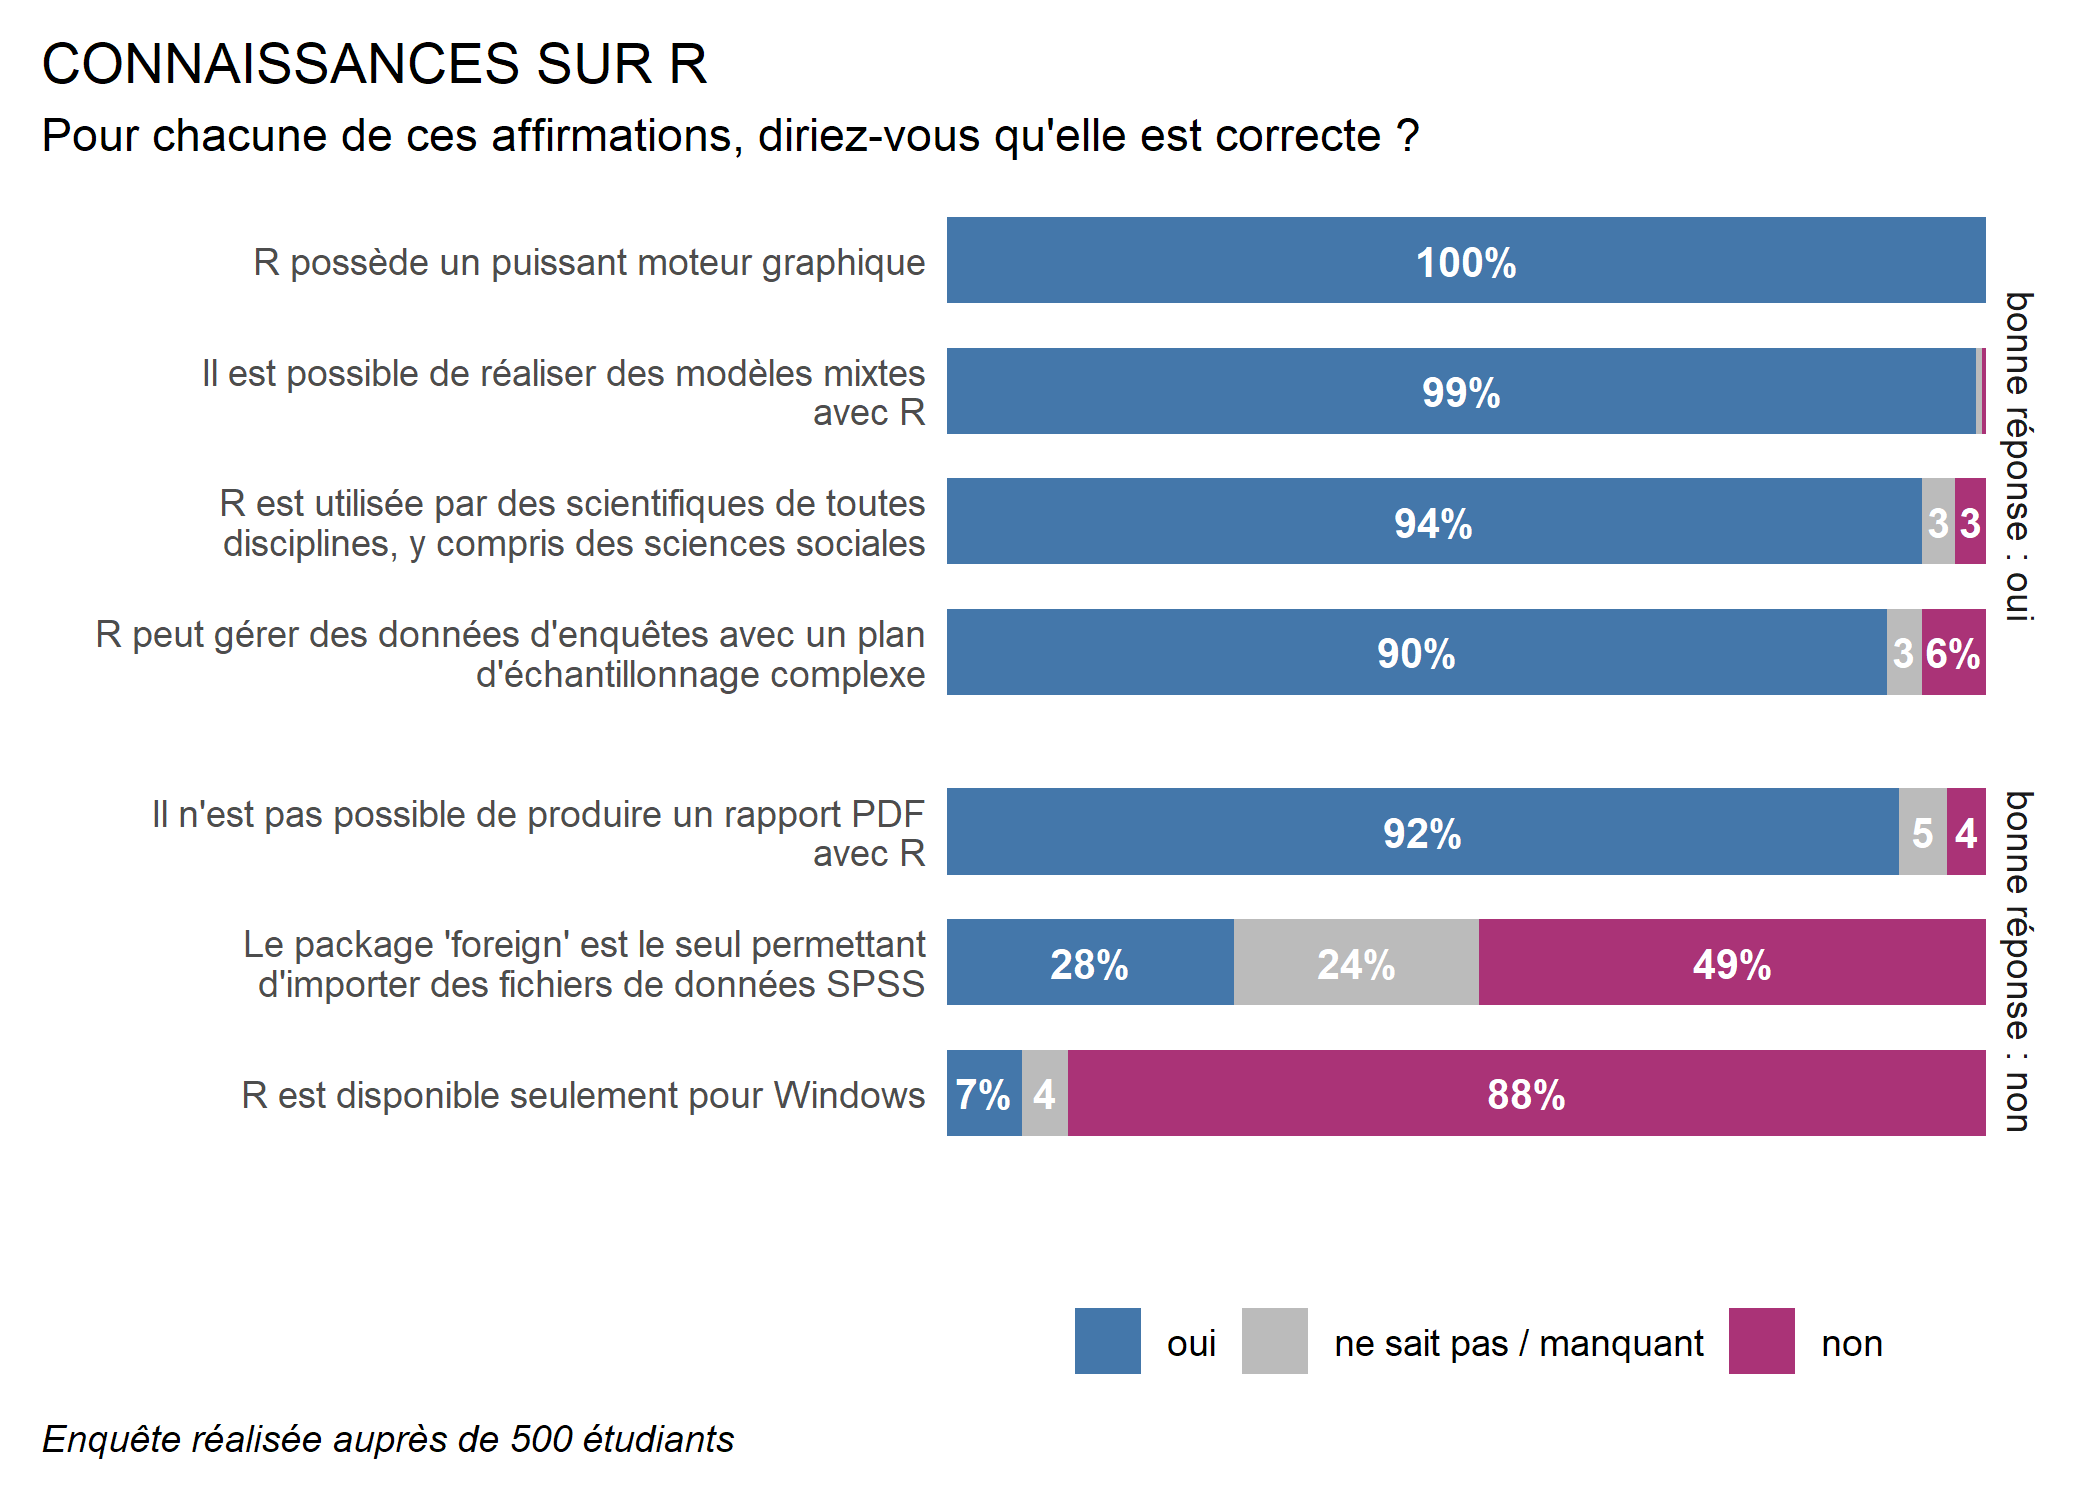 CONNAISSANCES SUR R
Pour chacune de ces affirmations, diriez-vous qu'elle est correcte ?
R possède un puissant moteur graphique
100%
Il est possible de réaliser des modèles mixtes
avec R
99%
R est utilisée par des scientifiques de toutes
disciplines, y compris des sciences sociales
94% 3 3
R peut gérer des données d'enquêtes avec un plan
d'échantillonnage complexe
90% 3 6%
bonne réponse : oui
Il n'est pas possible de produire un rapport PDF
avec R
92% 5 4
Le package 'foreign' est le seul permettant
d'importer des fichiers de données SPSS
28% 24% 49%
R est disponible seulement pour Windows
7% 4 88%
bonne réponse : non
oui ne sait pas / manquant non
Enquête réalisée auprès de 500 étudiants